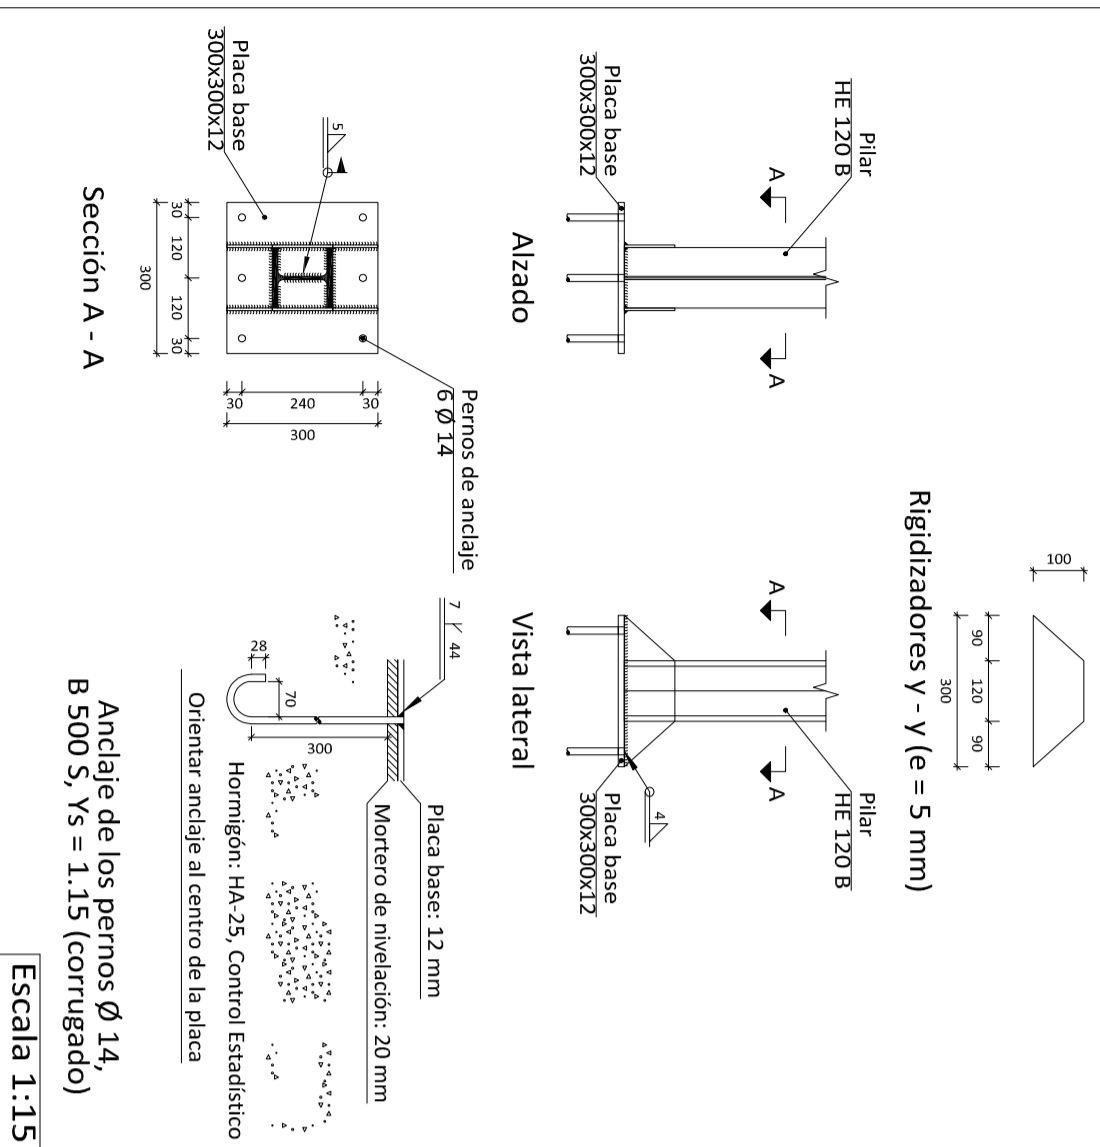 Pilar
HE 120 B
A
A
Placa base
300x300x12
Alzado
Placa base
300x300x12
5
Pernos de anclaje
6 Ø 14
30
120
120
30
300
30
240
30
300
Sección A - A
100
90
120
90
300
Rigidizadores y - y (e = 5 mm)
Pilar
HE 120 B
A
A
4
Placa base
300x300x12
Vista lateral
7
44
Placa base: 12 mm
Mortero de nivelación: 20 mm
28
70
300
Hormigón: HA-25, Control Estadístico
Orientar anclaje al centro de la placa
Anclaje de los pernos Ø 14,
B 500 S, Ys = 1.15 (corrugado)
Escala 1:15